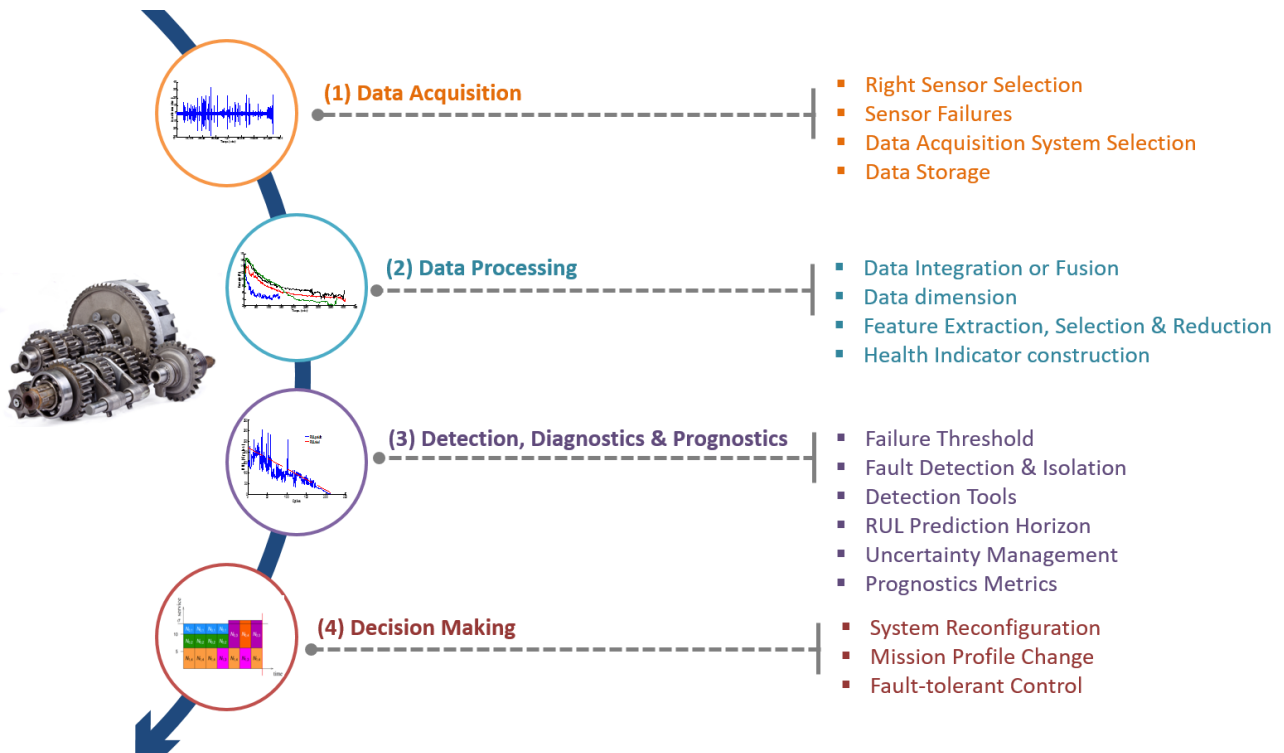 (1) Data Acquisition
Right Sensor Selection
Sensor Failures
Data Acquisition System Selection
Data Storage
(2) Data Processing
Data Integration or Fusion
Data dimension
Feature Extraction, Selection & Reduction
Health Indicator construction
(3) Detection, Diagnostics & Prognostics
Failure Threshold
Fault Detection & Isolation
Detection Tools
RUL Prediction Horizon
Uncertainty Management
Prognostics Metrics
(4) Decision Making
service
time
System Reconfiguration
Mission Profile Change
Fault-tolerant Control